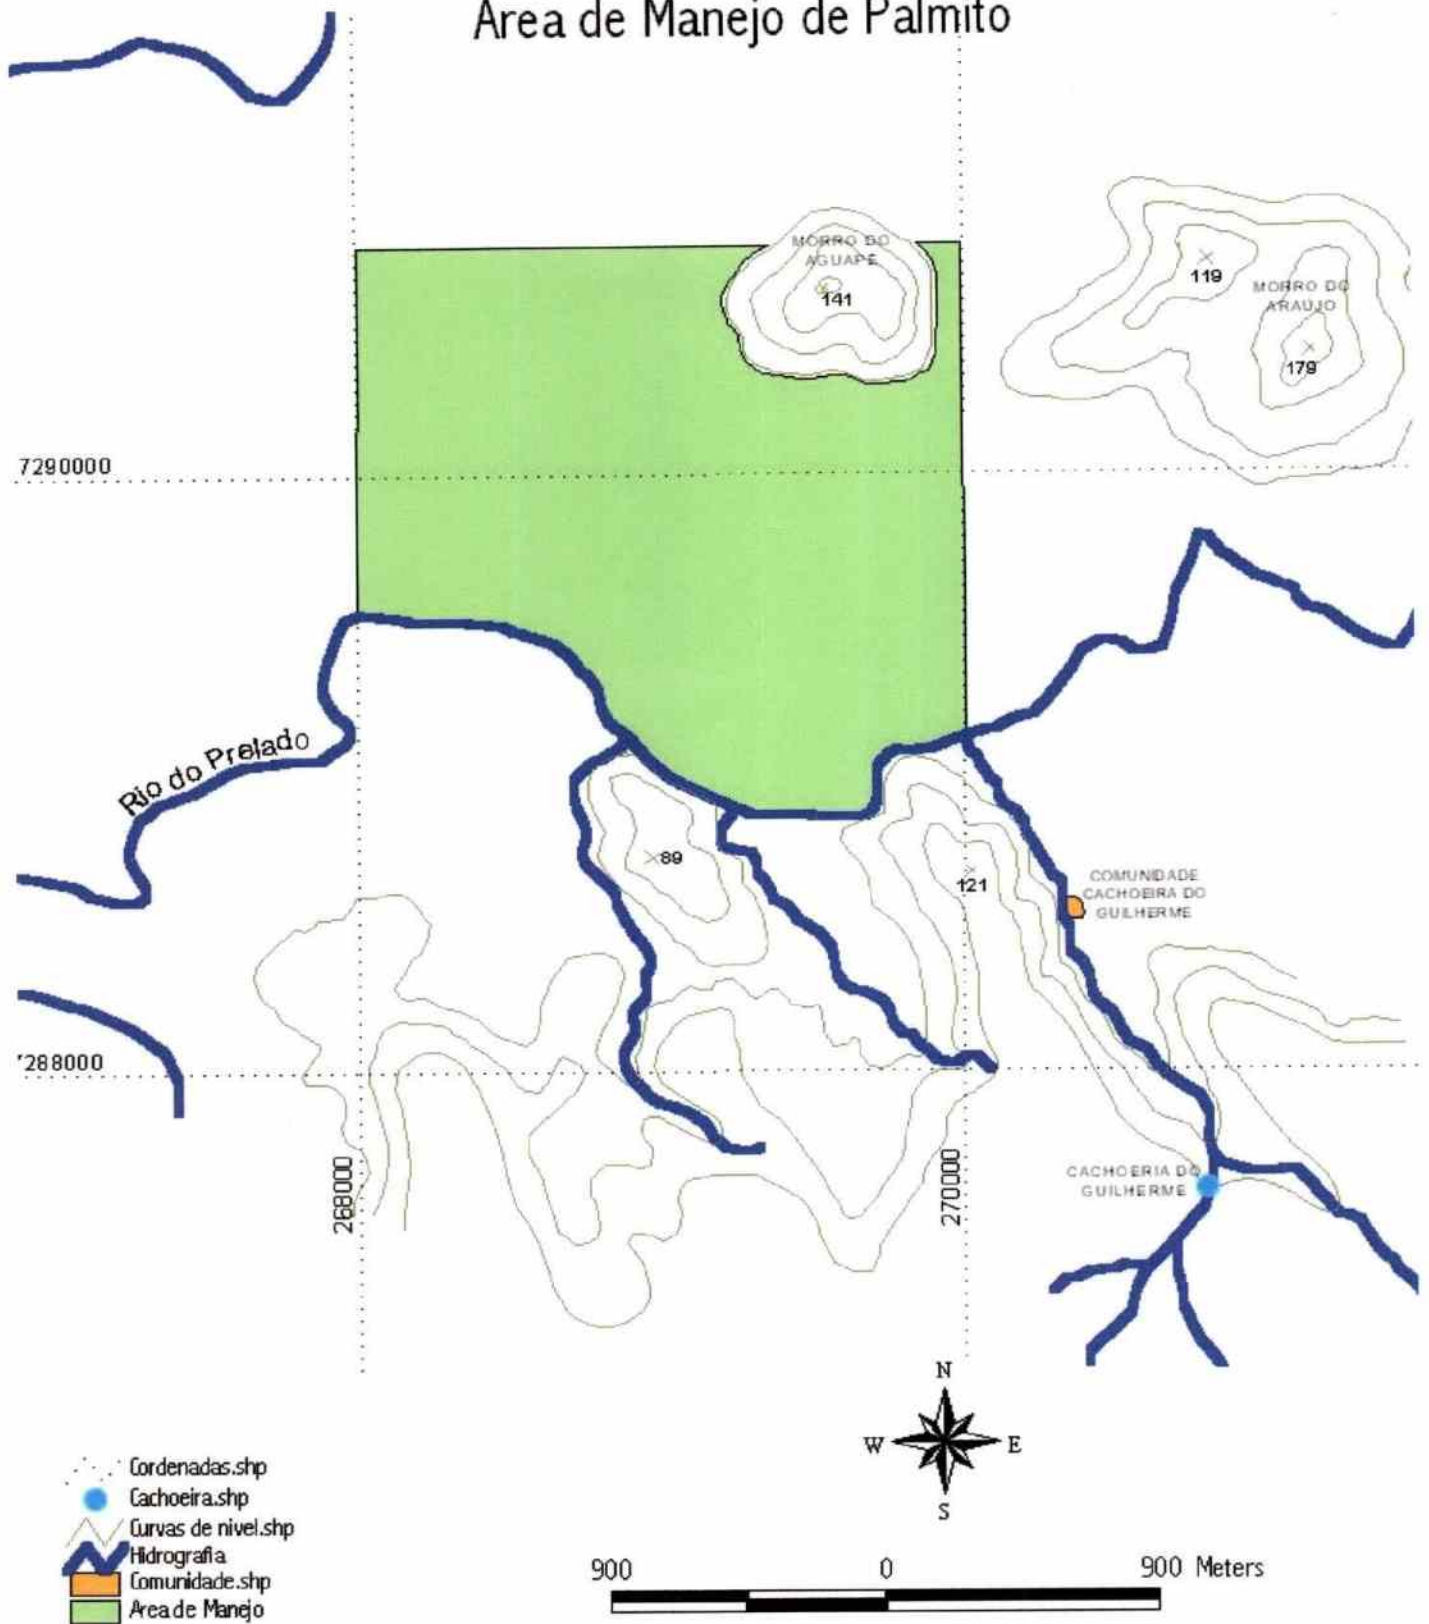 Area de Manejo de Palmito
MORRO DO
AGUAPE
141
119
MORRO DO
ARAUJO
179
7290000
Rio do Prelado
89
121
COMUNIDADE
CACHOEIRA DO
GUILHERME
288000
268000
270000
CACHOERIA DO
GUILHERME
N
W
E
S
Cordenadas.shp
Cachoeira.shp
Curvas de nivel.shp
Hidrografia
Comunidade.shp
Area de Manejo
900 0 900 Meters